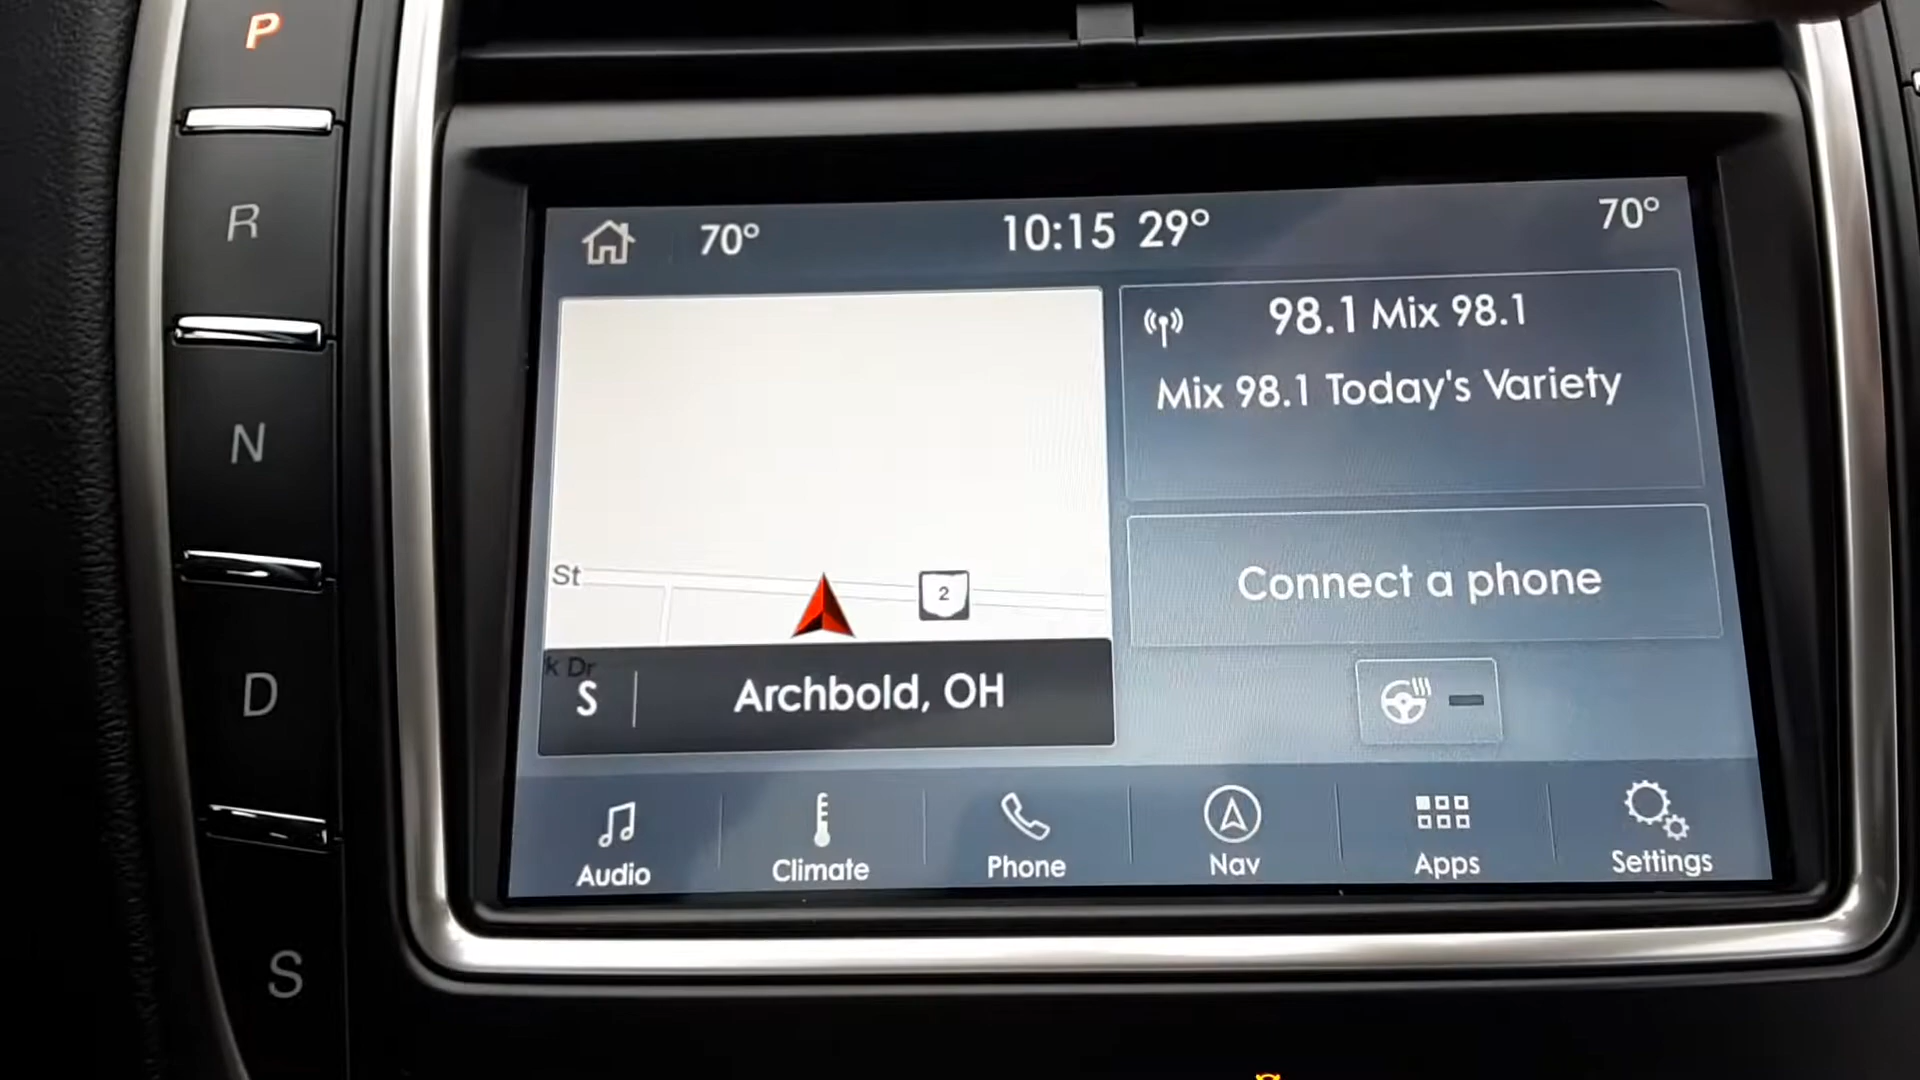 P
R
N
D
S
70° 10:15 29° 70°
98.1 Mix 98.1
Mix 98.1 Today's Variety
St
2
k Dr
S Archbold, OH
Connect a phone
Audio Climate Phone Nav Apps Settings